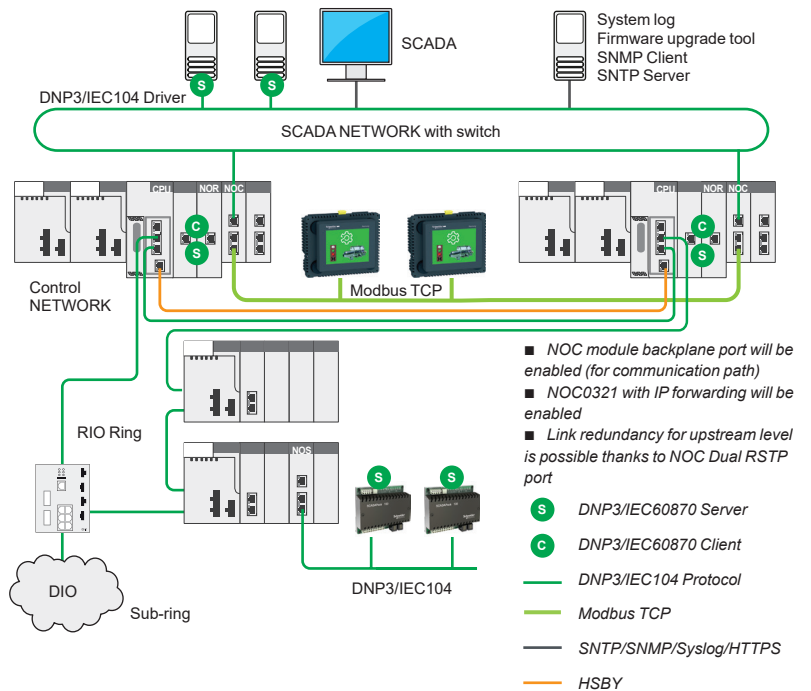 System log
Firmware upgrade tool
SNMP Client
SNTP Server
SCADA
S
S
DNP3/IEC104 Driver
SCADA NETWORK with switch
CPU
NOR
NOC
CPU
NOR
NOC
C
S
C
S
Control
NETWORK
Modbus TCP
■ NOC module backplane port will be
enabled (for communication path)
■ NOC0321 with IP forwarding will be
enabled
■ Link redundancy for upstream level
is possible thanks to NOC Dual RSTP
port
RIO Ring
NOS
S
S
DNP3/IEC104
DIO
Sub-ring
S DNP3/IEC60870 Server
C DNP3/IEC60870 Client
DNP3/IEC104 Protocol
Modbus TCP
SNTP/SNMP/Syslog/HTTPS
HSBY